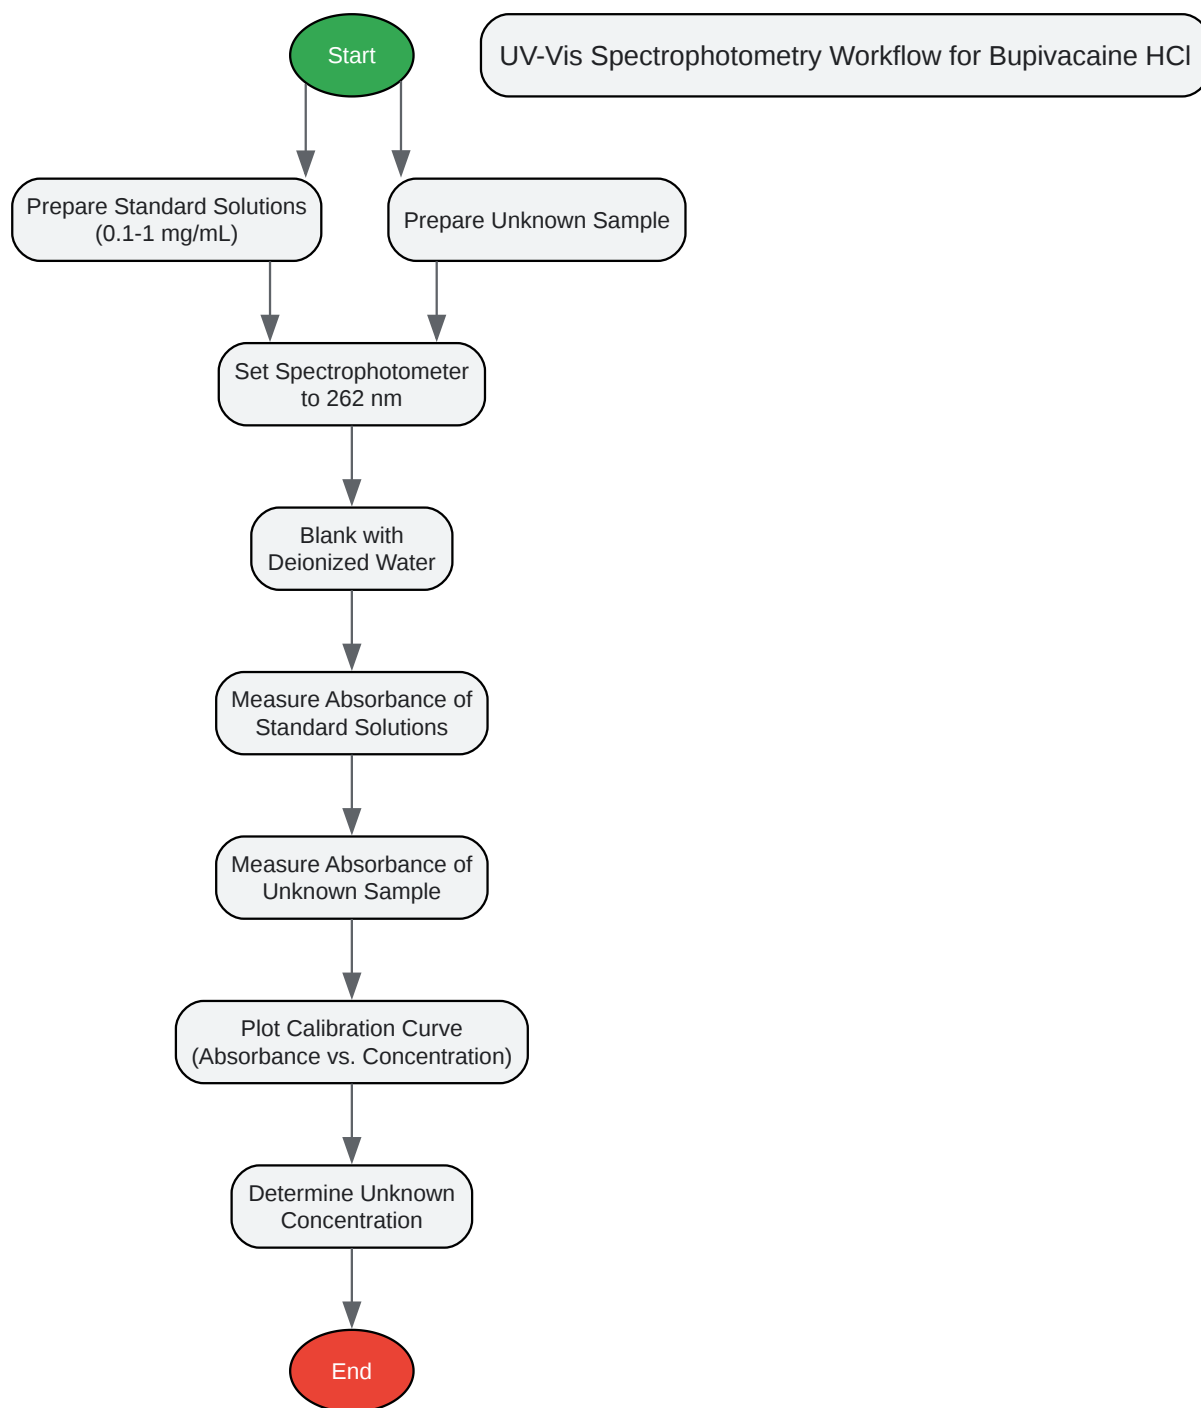 Start
UV-Vis Spectrophotometry Workflow for Bupivacaine HCl
Prepare Standard Solutions
(0.1-1 mg/mL)
Prepare Unknown Sample
Set Spectrophotometer
to 262 nm
Blank with
Deionized Water
Measure Absorbance of
Standard Solutions
Measure Absorbance of
Unknown Sample
Plot Calibration Curve
(Absorbance vs. Concentration)
Determine Unknown
Concentration
End